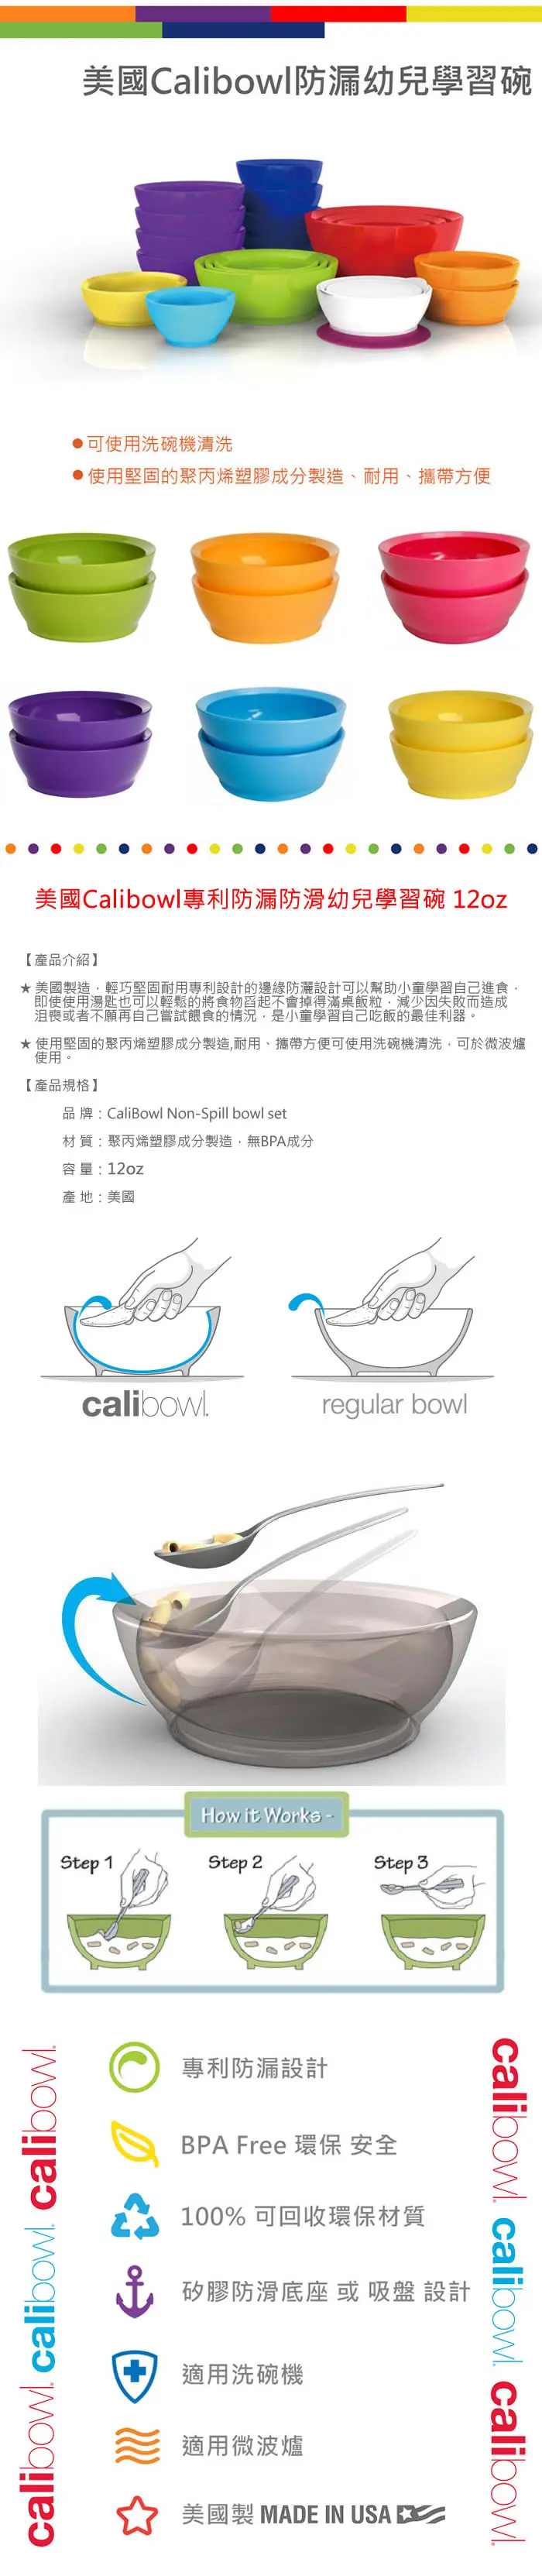 美國Calibowl防漏幼兒學習碗
●可使用洗碗機清洗
●使用堅固的聚丙烯塑膠成分製造、耐用、攜帶方便
美國Calibowl專利防漏防滑幼兒學習碗 12oz
【產品介紹】
★美國製造，輕巧堅固耐用專利設計的邊緣防灑設計可以幫助小童學習自己進食，
即使使用湯匙也可以輕鬆的將食物舀起不會掉得滿桌飯粒，減少因失敗而造成
沮喪或者不願再自己嘗試餵食的情況，是小童學習自己吃飯的最佳利器。
★使用堅固的聚丙烯塑膠成分製造,耐用、攜帶方便可使用洗碗機清洗，可於微波爐
使用。
【產品規格】
品 牌：CaliBowl Non-Spill bowl set
材 質：聚丙烯塑膠成分製造，無BPA成分
容 量：12oz
產 地：美國
calibowl.
regular bowl
How it Works -
Step 1
Step 2
Step 3
專利防漏設計
BPA Free 環保 安全
100% 可回收環保材質
矽膠防滑底座 或 吸盤 設計
適用洗碗機
適用微波爐
美國製 MADE IN USA
calibowl. calibowl. calibowl.
calibowl. calibowl. calibowl.